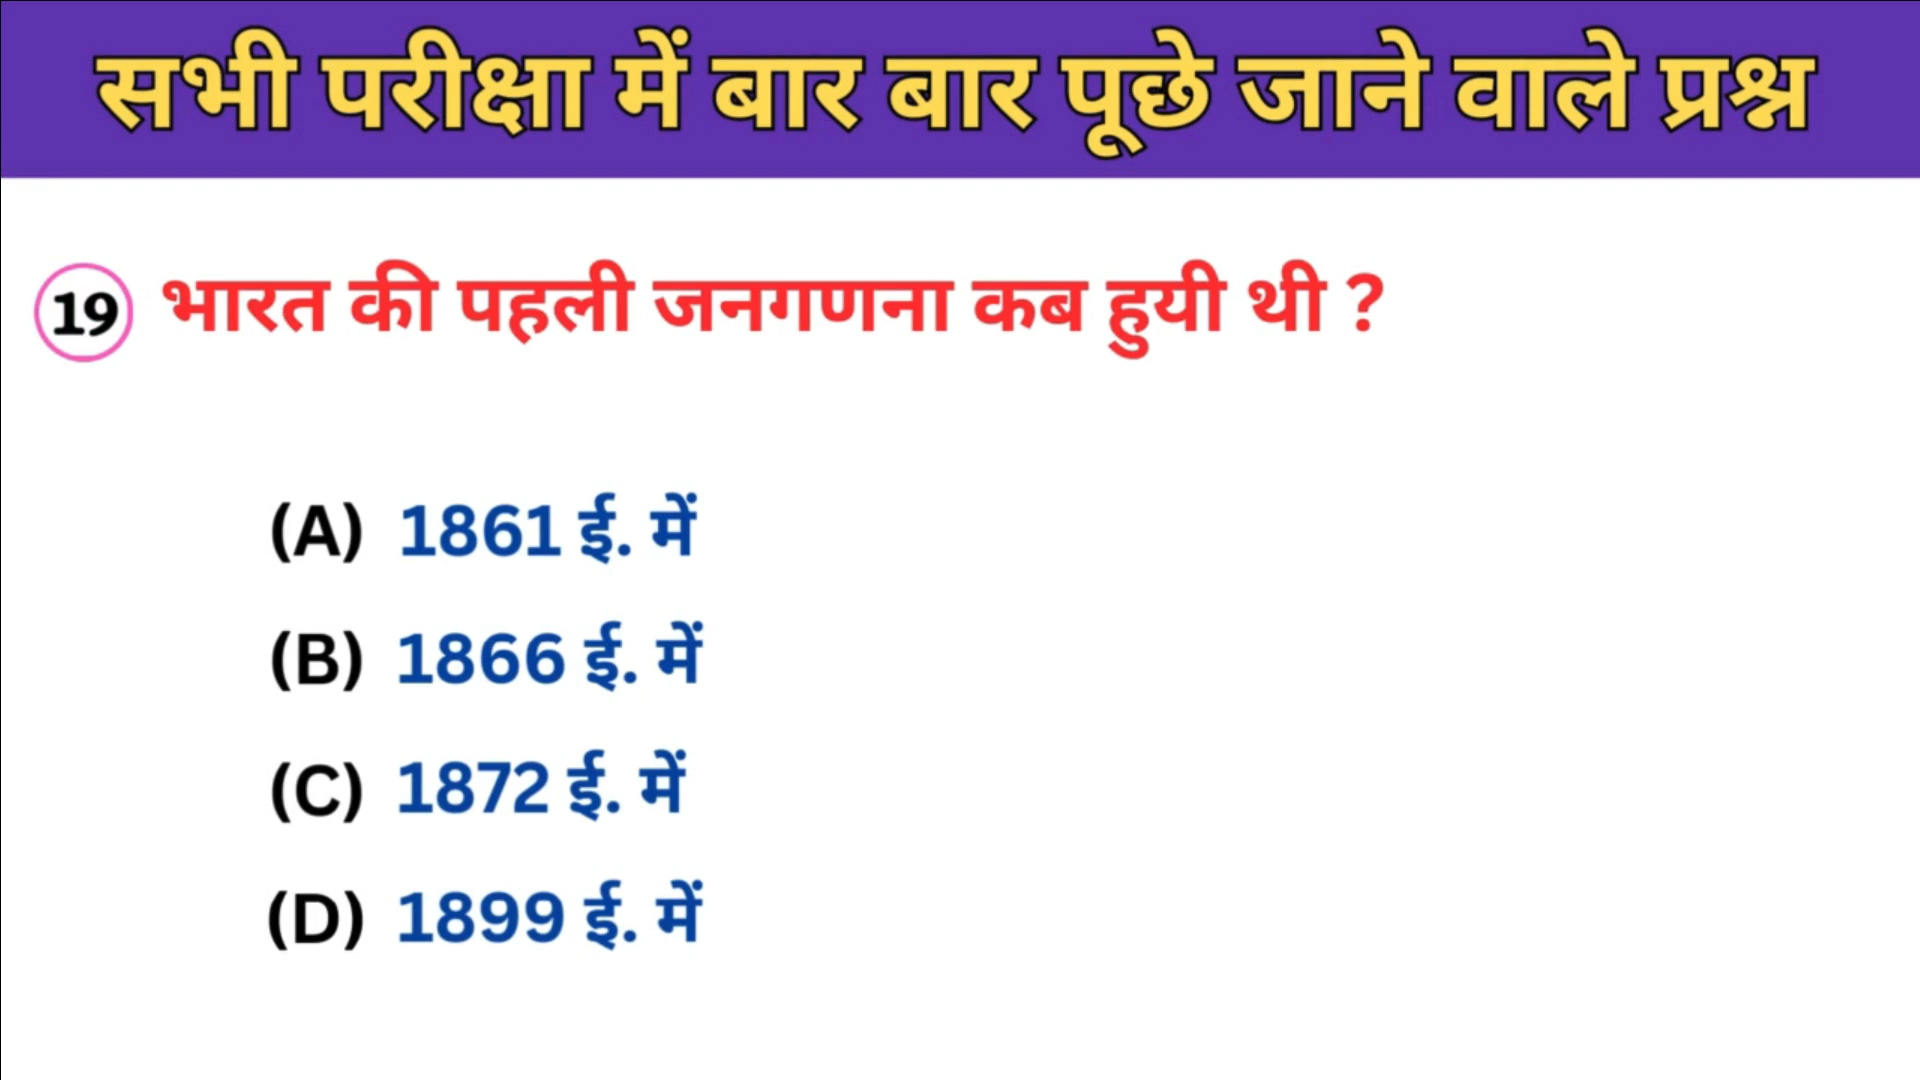 सभी परीक्षा में बार बार पूछे जाने वाले प्रश्न
19 भारत की पहली जनगणना कब हुयी थी ?
(A) 1861 ई. में
(B) 1866 ई. में
(C) 1872 ई. में
(D) 1899 ई. में